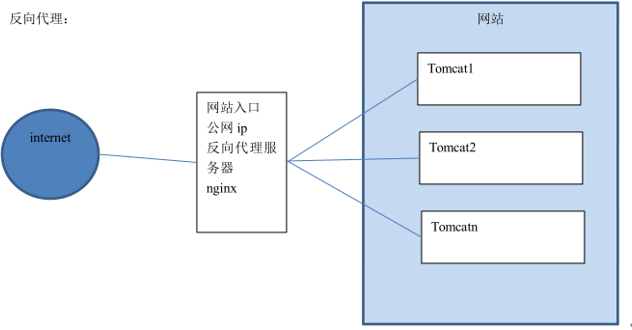 反向代理：
网站
Tomcat1
网站入口
公网 ip
反向代理服
务器
nginx
internet
Tomcat2
Tomcatn